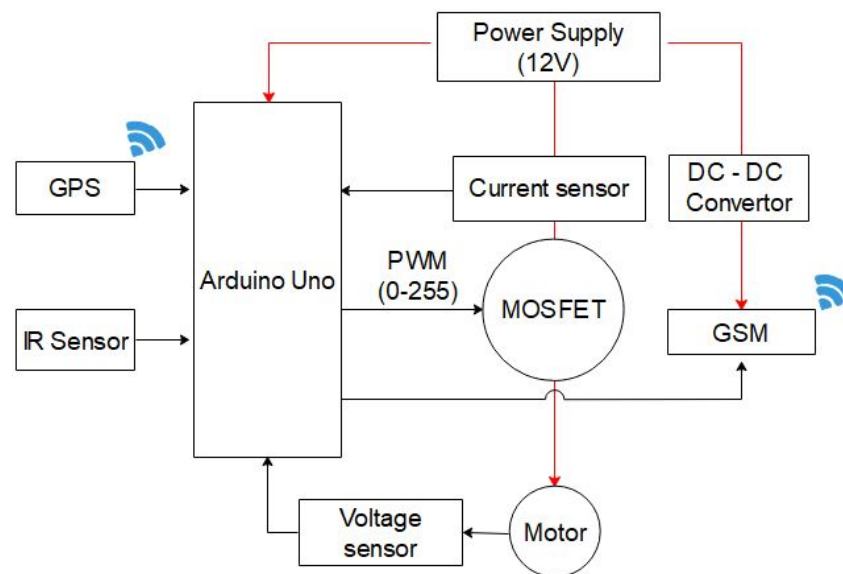 Power Supply
(12V)
GPS
Current sensor
DC - DC
Convertor
Arduino Uno
PWM
(0-255)
MOSFET
IR Sensor
GSM
Voltage
sensor
Motor